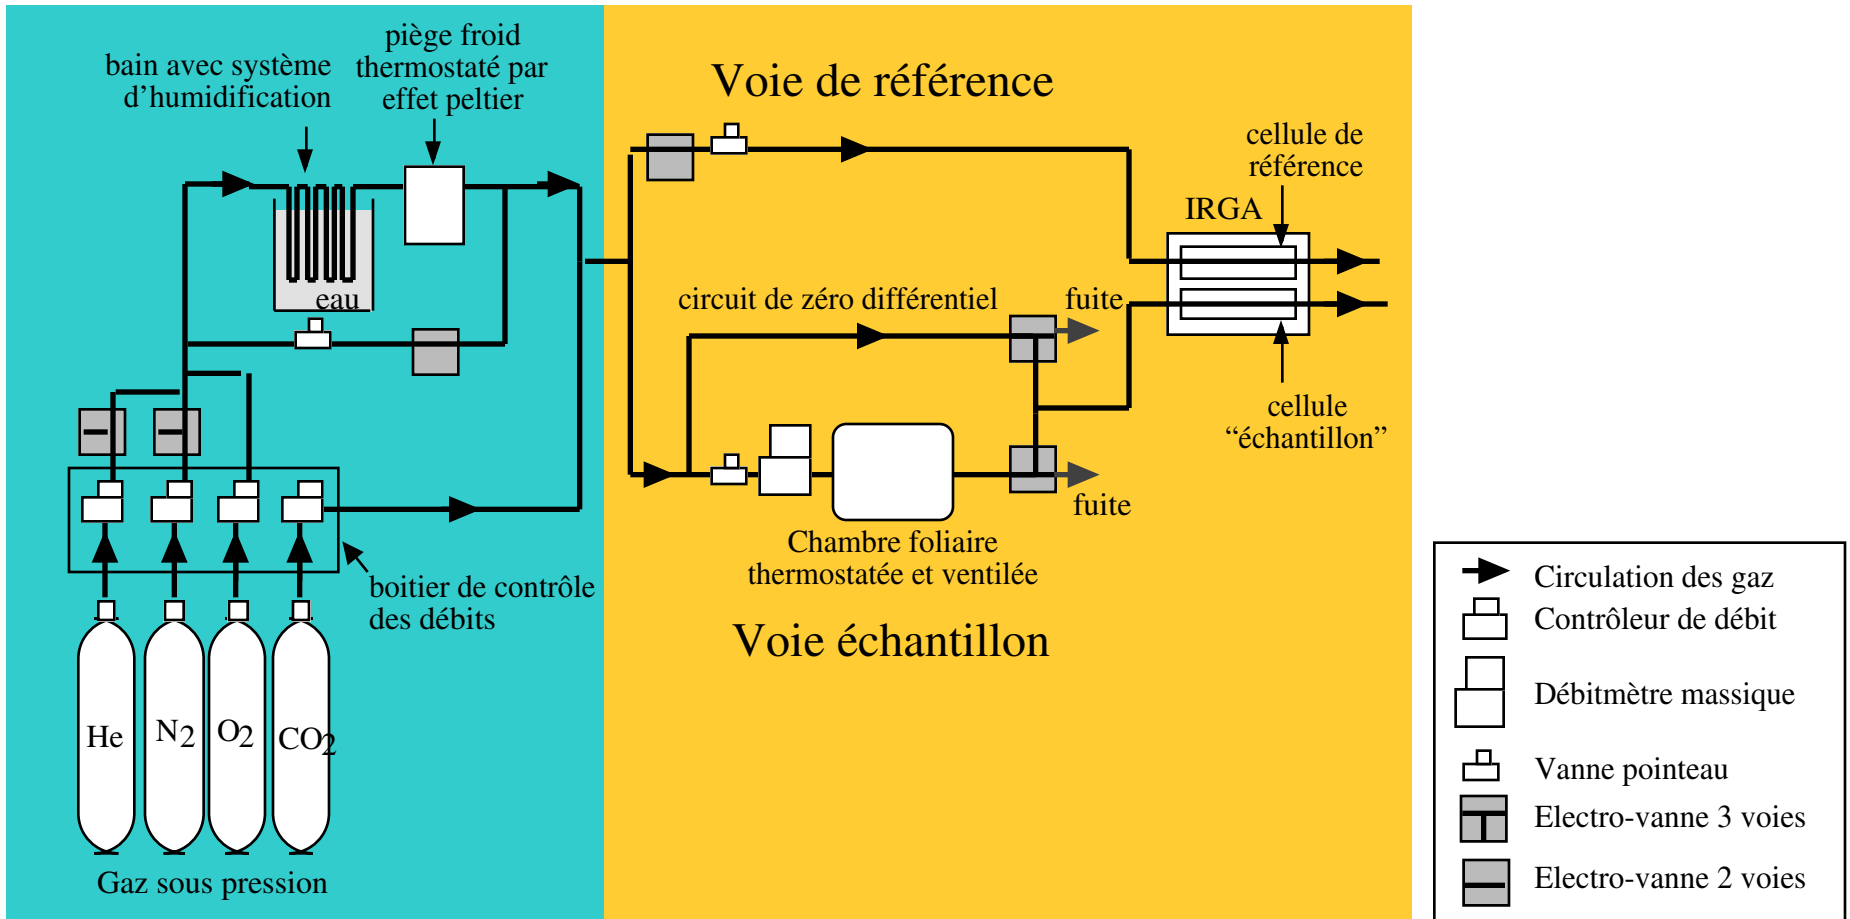 piège froid
thermostaté par
effet peltier
bain avec système
d'humidification
Voie de référence
cellule de
référence
IRGA
eau
circuit de zéro différentiel
fuite
cellule
“échantillon”
fuite
Chambre foliaire
thermostatée et ventilée
boitier de contrôle
des débits
Voie échantillon
He
N2
O2
CO2
Gaz sous pression
Circulation des gaz
Contrôleur de débit
Débitmètre massique
Vanne pointeau
Electro-vanne 3 voies
Electro-vanne 2 voies